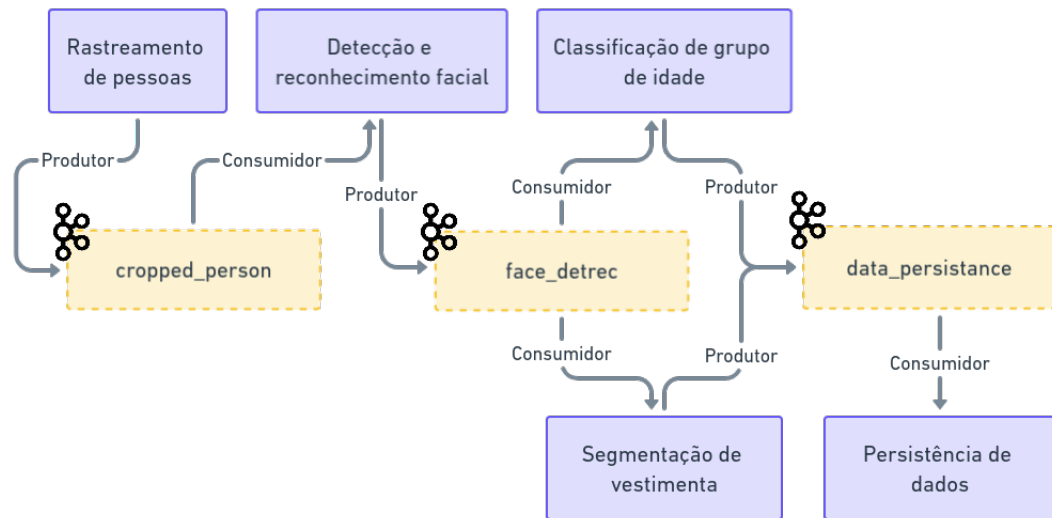 Rastreamento
de pessoas
Detecção e
reconhecimento facial
Classificação de grupo
de idade
Produtor
Consumidor
Produtor
Consumidor
Produtor
cropped_person
face_detrec
data_persistance
Consumidor
Produtor
Consumidor
Segmentação de
vestimenta
Persistência de
dados